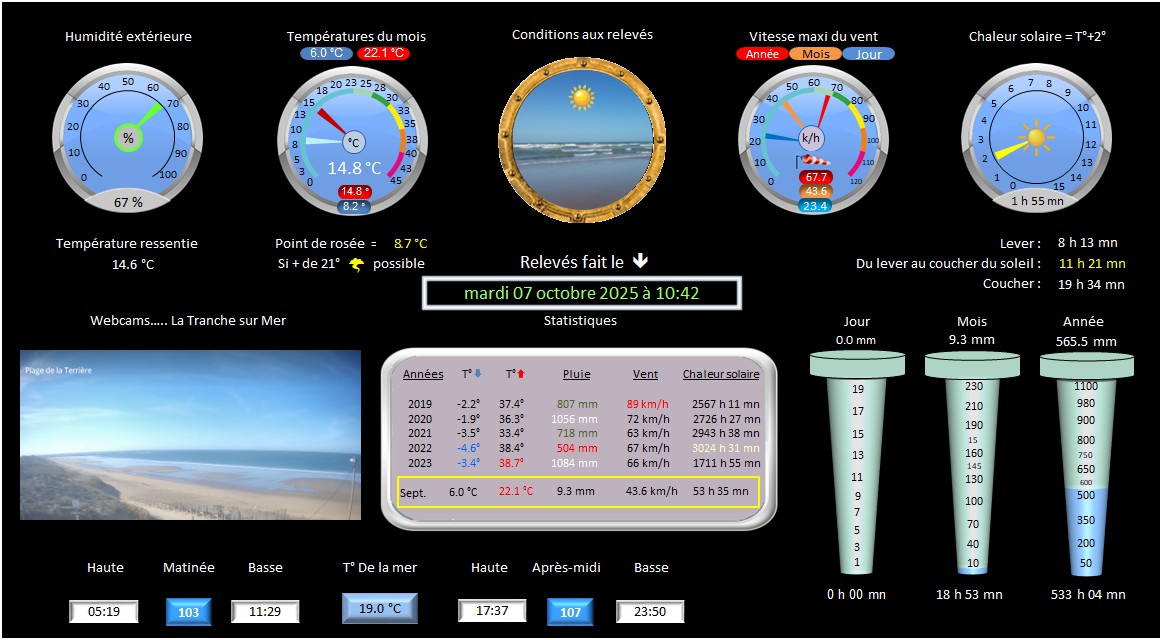 Humidité extérieure
Températures du mois
Conditions aux relevés
Vitesse maxi du vent
Chaleur solaire = T°+2°
6.0 °C 22.1 °C
Année Mois Jour
0 10 20 30 40 50 60 70 80 90 100
%
67 %
0 3 5 8 10 13 15 18 20 23 25 28 30 33 35 38 40 43 45
°C
14.8 °C
14.8 °
8.2 °
0 10 20 30 40 50 60 70 80 90 100 110 120
k/h
67.7
43.6
23.4
0 1 2 3 4 5 6 7 8 9 10 11 12 13 14 15
1 h 55 mn
Température ressentie
14.6 °C
Point de rosée = 8.7 °C
Si + de 21° possible
Relevés fait le
mardi 07 octobre 2025 à 10:42
Lever : 8 h 13 mn
Du lever au coucher du soleil : 11 h 21 mn
Coucher : 19 h 34 mn
Webcams..... La Tranche sur Mer
Plage de la Terrière
Statistiques
Années T° T° Pluie Vent Chaleur solaire
2019 -2.2° 37.4° 807 mm 89 km/h 2567 h 11 mn
2020 -1.9° 36.3° 1056 mm 72 km/h 2726 h 27 mn
2021 -3.5° 33.4° 718 mm 63 km/h 2943 h 38 mn
2022 -4.6° 38.4° 504 mm 67 km/h 3024 h 31 mn
2023 -3.4° 38.7° 1084 mm 66 km/h 1711 h 55 mn
Sept. 6.0 °C 22.1 °C 9.3 mm 43.6 km/h 53 h 35 mn
Jour
0.0 mm
19
17
15
13
11
9
7
5
3
1
0 h 00 mn
Mois
9.3 mm
230
210
190
15
160
145
130
100
70
40
10
18 h 53 mn
Année
565.5 mm
1100
980
900
800
750
650
600
500
350
200
50
533 h 04 mn
Haute Matinée Basse T° De la mer Haute Après-midi Basse
05:19 103 11:29 19.0 °C 17:37 107 23:50